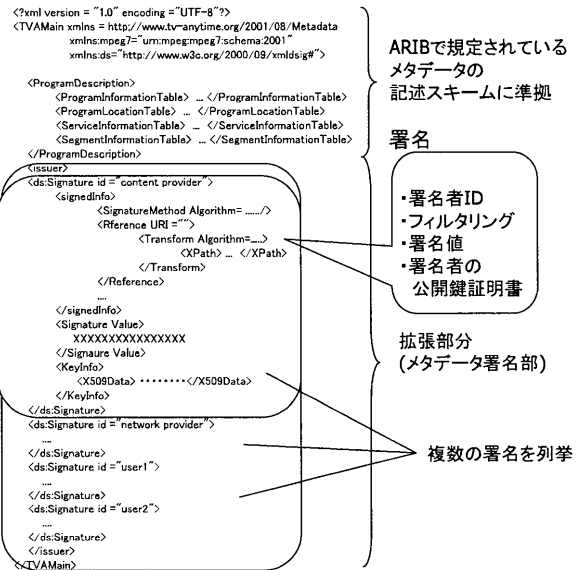 <?xml version = "1.0" encoding ="UTF-8"?>
<TVAMain xmlns = http;//www.tv-anytime.org/2001/08/Metadata
xmlns:mpeg7="urn:mpeg:mpeg7:schema:2001"
xmlns:ds="http://www.w3c.org/2000/09/xmldsig#">
<ProgramDescription>
<ProgramInformationTable> ... </ProgramInformationTable>
<ProgramLocationTable> ... </ProgramLocationTable>
<ServiceInformationTable> ... </ServiceInformationTable>
<SegmentInformationTable> ... </SegmentInformationTable>
</ProgramDescription>
<issuer>
<ds:Signature id ="content provider">
<signedInfo>
<SignatureMethod Algorithm= ....../>
<Rference URI ="">
<Transform Algorithm=.....>
<XPath> ... </XPath>
</Transform>
</Reference>
....
</signedInfo>
<Signature Value>
XXXXXXXXXXXXXXXX
</Signaure Value>
<KeyInfo>
<X509Data> ・・・・・・・・</X509Data>
</KeyInfo>
</ds:Signature>
<ds:Signature id ="network provider">
....
</ds:Signature>
<ds:Signature id ="user1">
....
</ds:Signature>
<ds:Signature id ="user2">
....
</ds:Signature>
</issuer>
</TVAMain>
ARIBで規定されている
メタデータの
記述スキームに準拠
署名
・署名者ID
・フィルタリング
・署名値
・署名者の
公開鍵証明書
拡張部分
(メタデータ署名部)
複数の署名を列挙